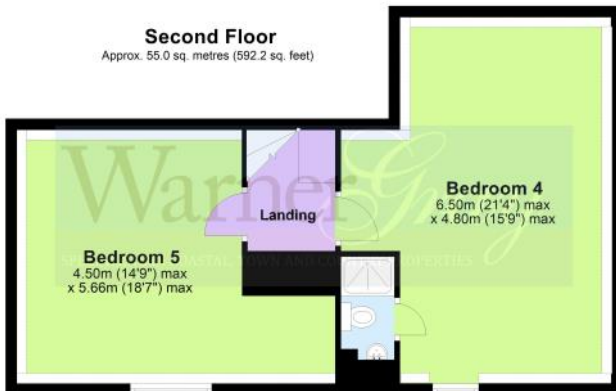 Second Floor
Approx. 55.0 sq. metres (592.2 sq. feet)
Warner Gray
Bedroom 4
6.50m (21'4") max
x 4.80m (15'9") max
Landing
Bedroom 5
4.50m (14'9") max
x 5.66m (18'7") max
TOWN AND PROPERTIES